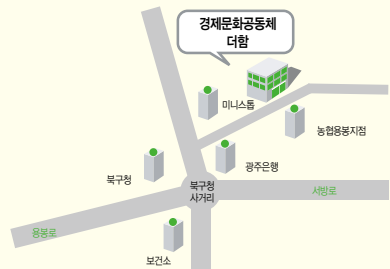 경제문화공동체
더함
미니스톱
농협용봉지점
광주은행
북구청
북구청
사거리
서방로
용봉로
보건소